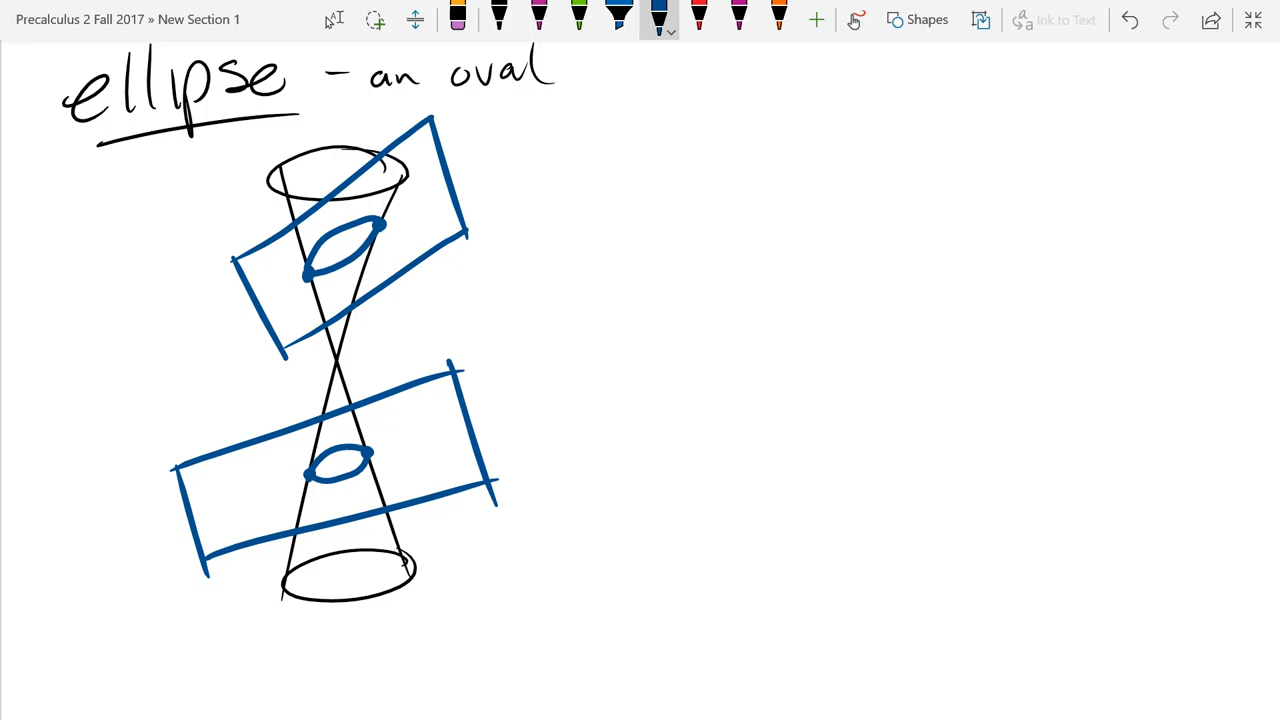 Precalculus 2 Fall 2017 » New Section 1
Shapes
Ink to Text
ellipse - an oval